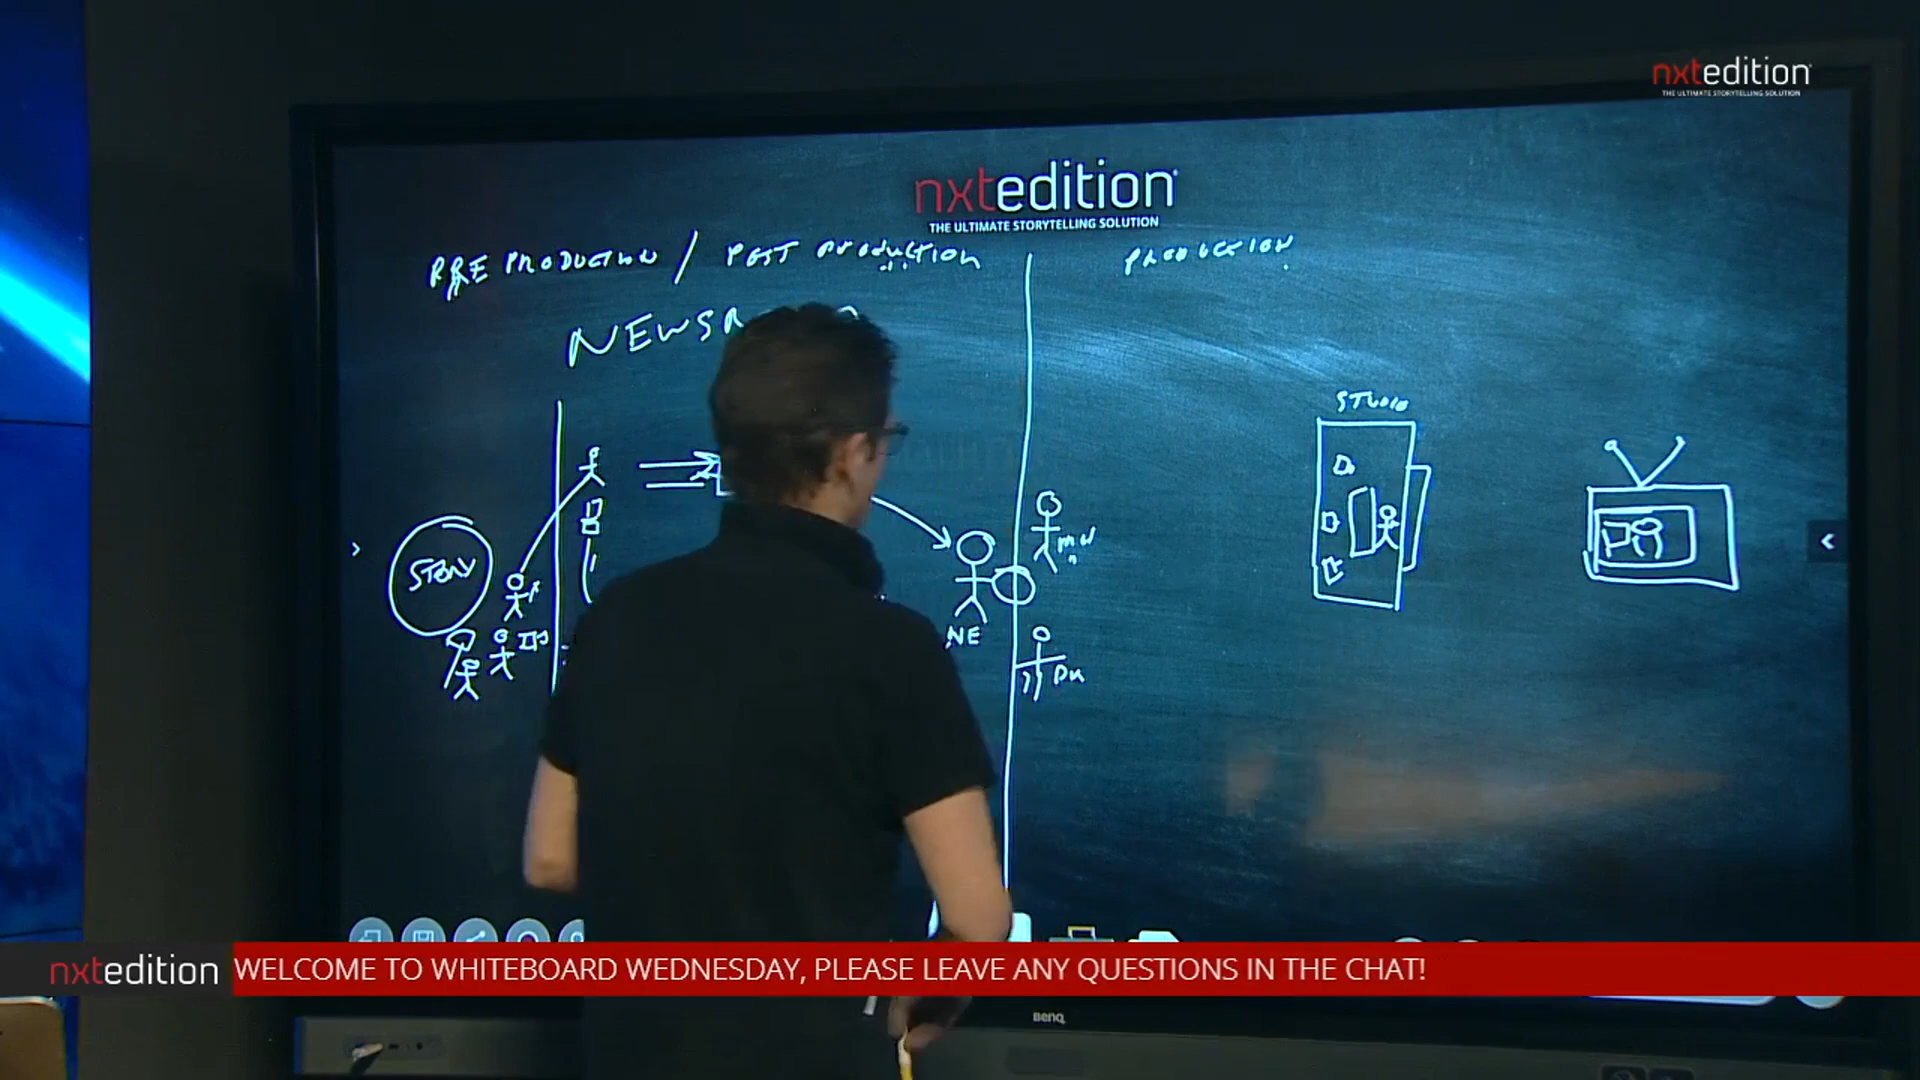 nxtedition
THE ULTIMATE STORYTELLING SOLUTION
nxtedition
THE ULTIMATE STORYTELLING SOLUTION
PRE PRODUCTION / POST PRODUCTION
PRODUCTION
STUDIO
STORY
NE
nxtedition WELCOME TO WHITEBOARD WEDNESDAY, PLEASE LEAVE ANY QUESTIONS IN THE CHAT!
BenQ